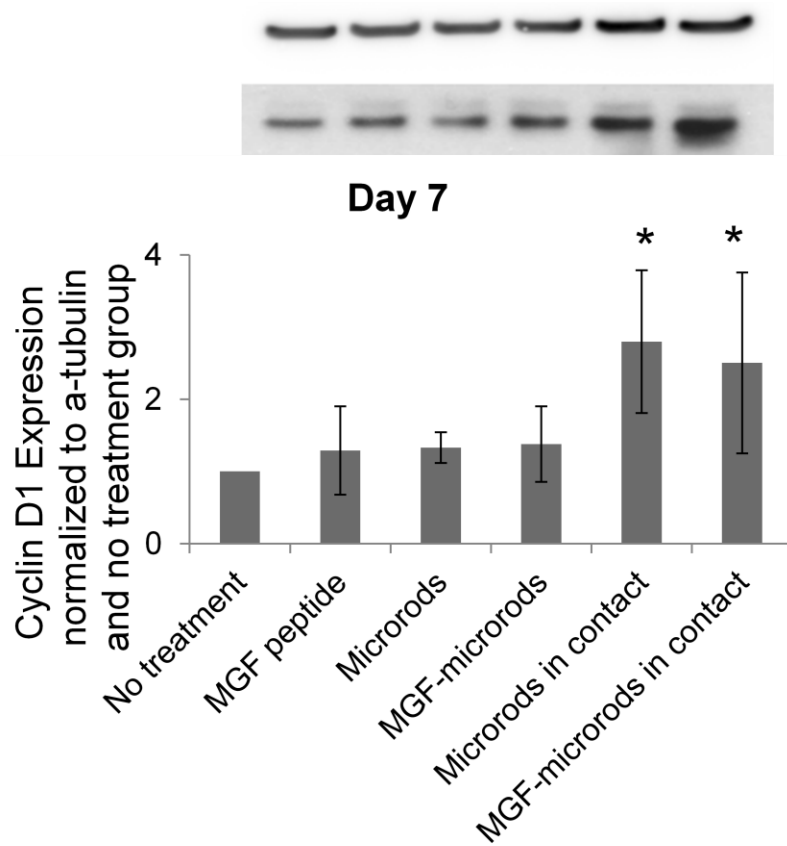 Day 7
Cyclin D1 Expression
normalized to a-tubulin
and no treatment group
4
2
0
* *
No treatment
MGF peptide
Microrods
MGF-microrods
Microrods in contact
MGF-microrods in contact